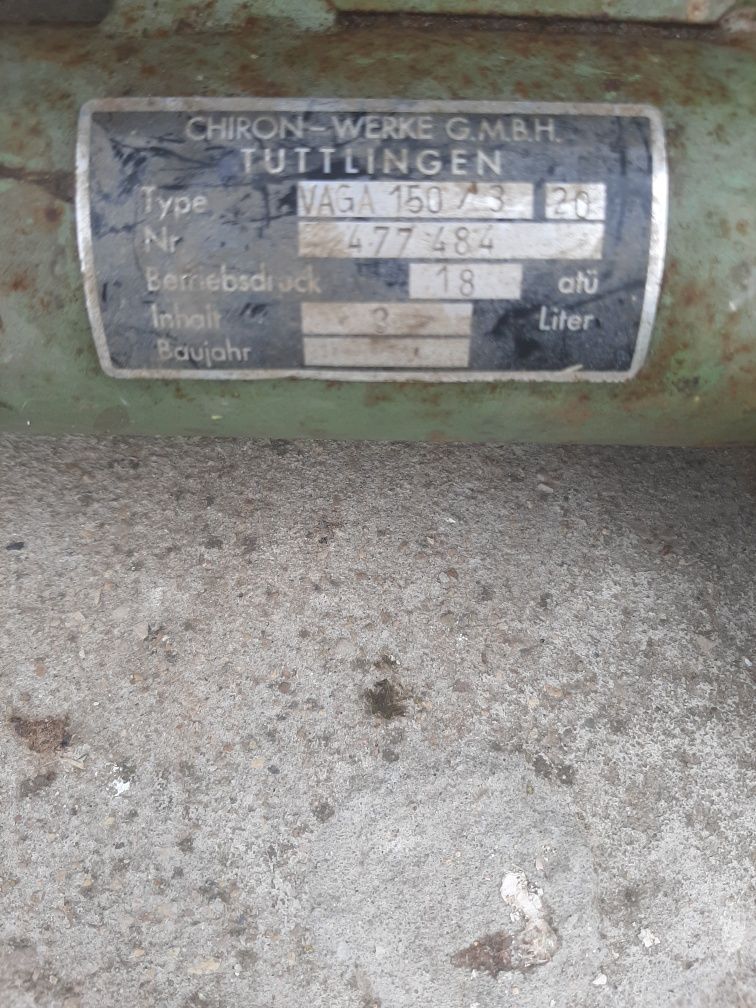 CHIRON-WERKE G.M.B.H.
TUTTLINGEN
Type VAGA 150 / 3 20
Nr 477 484
Betriebsdruck 18 atü
Inhalt 3 Liter
Baujahr